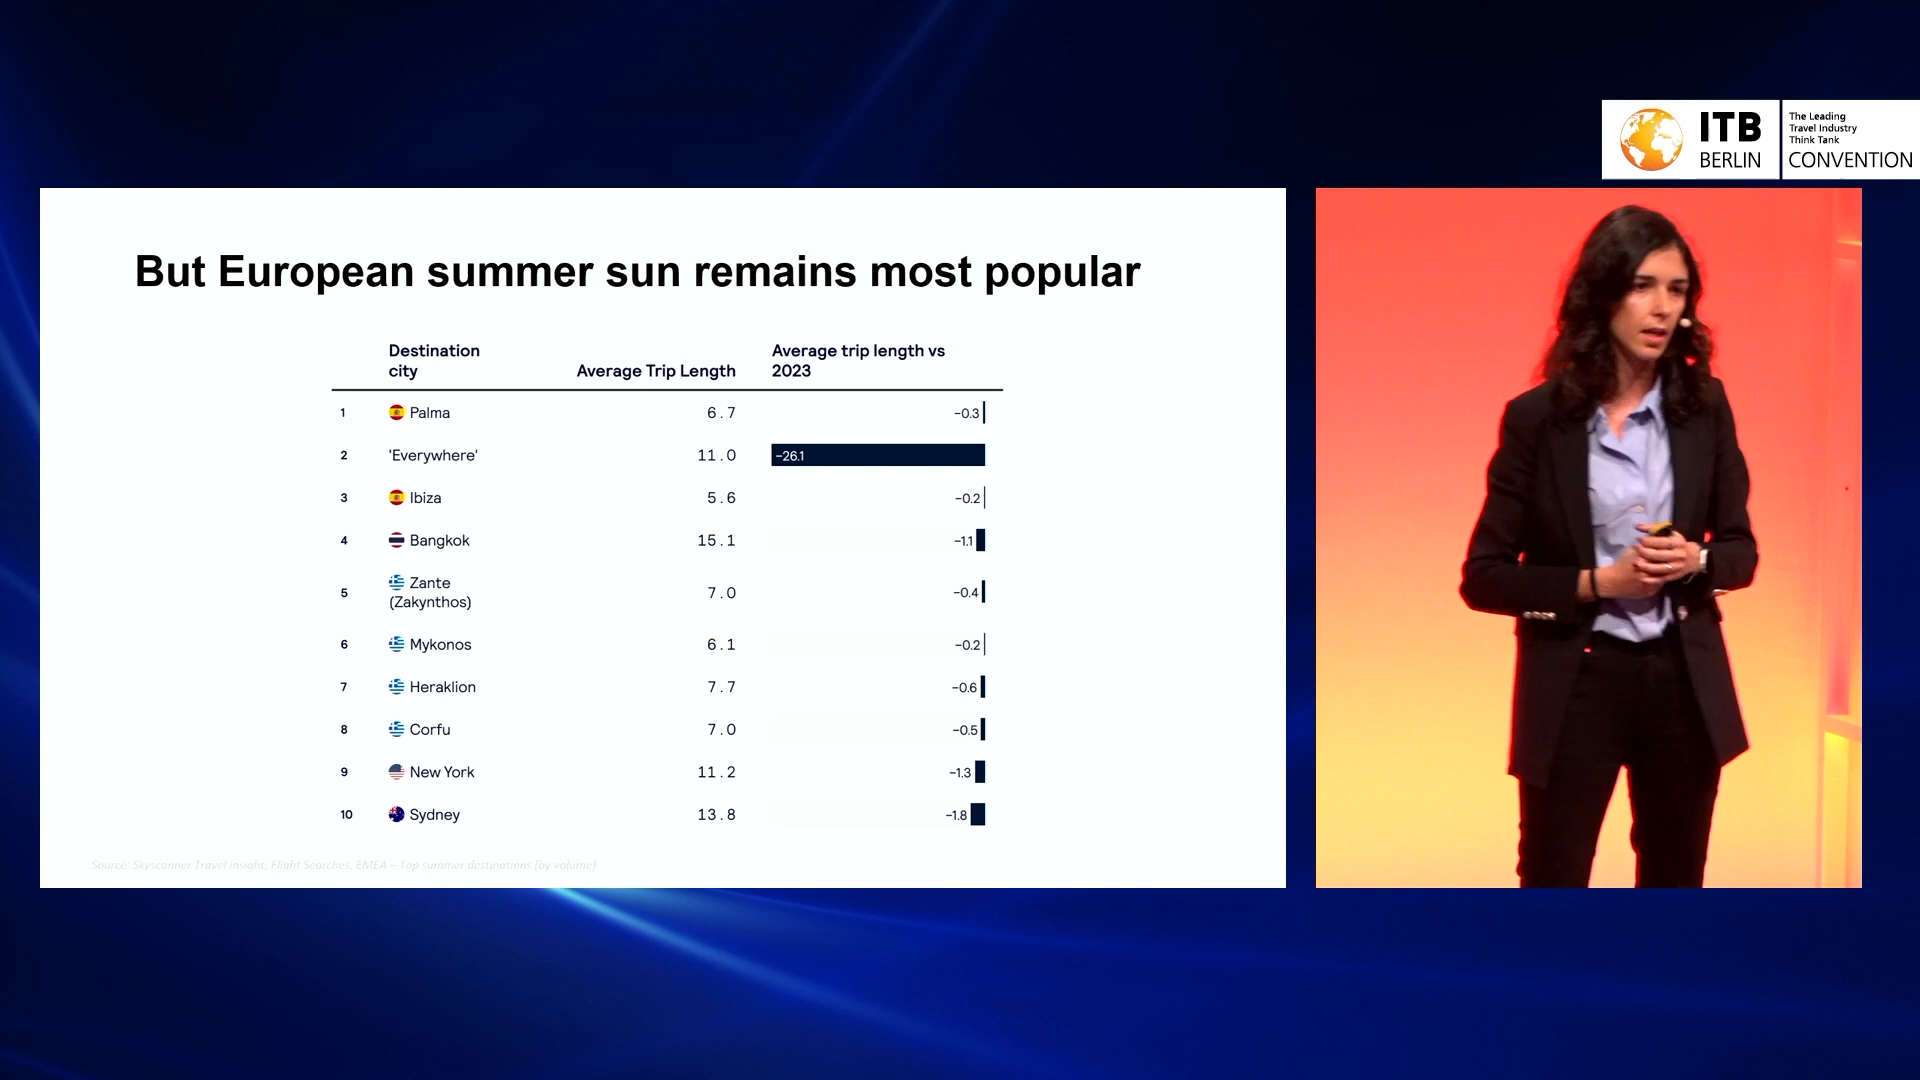 ITB
BERLIN
The Leading
Travel Industry
Think Tank
CONVENTION
But European summer sun remains most popular
Destination city
Average Trip Length
Average trip length vs 2023
1 Palma 6.7 −0.3
2 'Everywhere' 11.0 −26.1
3 Ibiza 5.6 −0.2
4 Bangkok 15.1 −1.1
5 Zante (Zakynthos) 7.0 −0.4
6 Mykonos 6.1 −0.2
7 Heraklion 7.7 −0.6
8 Corfu 7.0 −0.5
9 New York 11.2 −1.3
10 Sydney 13.8 −1.8
Source: Skyscanner Travel insight; Flight Searches, EMEA – Top summer destinations (by volume)